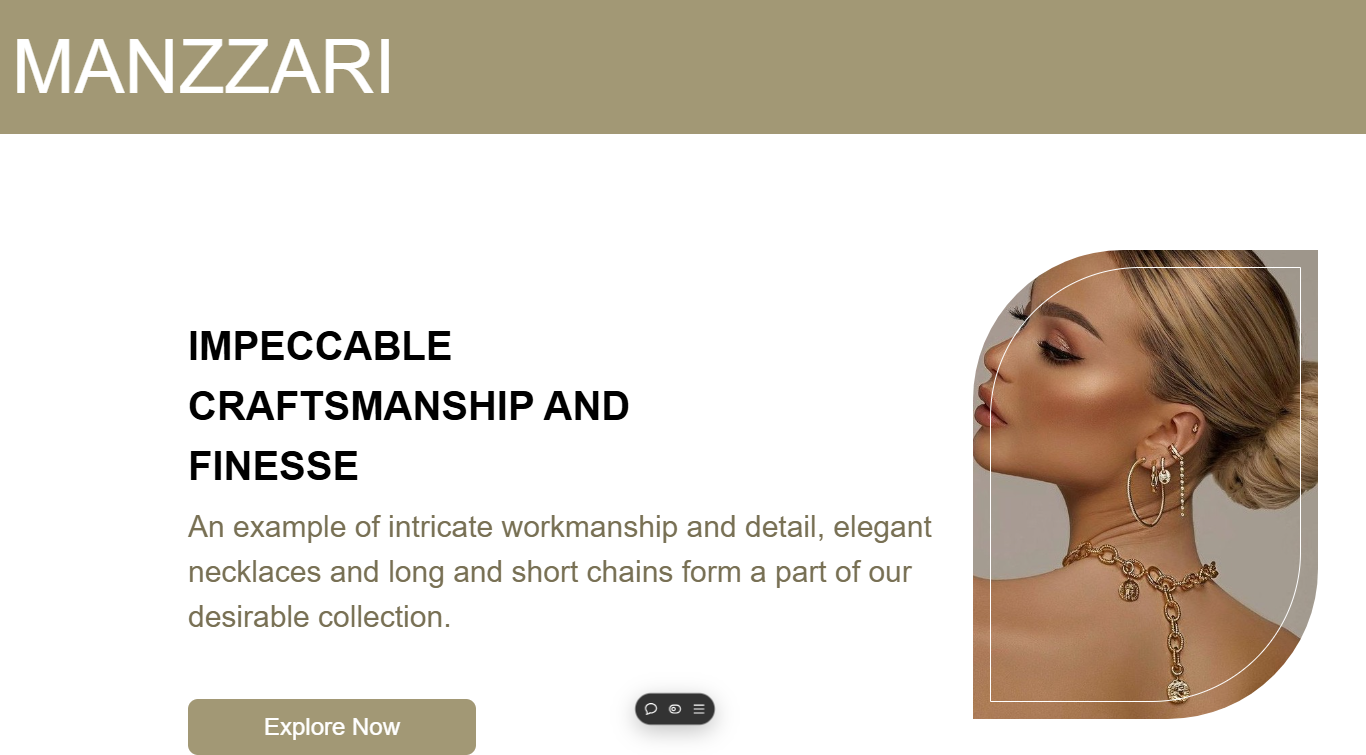 MANZZARI
IMPECCABLE
CRAFTSMANSHIP AND
FINESSE
An example of intricate workmanship and detail, elegant
necklaces and long and short chains form a part of our
desirable collection.
Explore Now